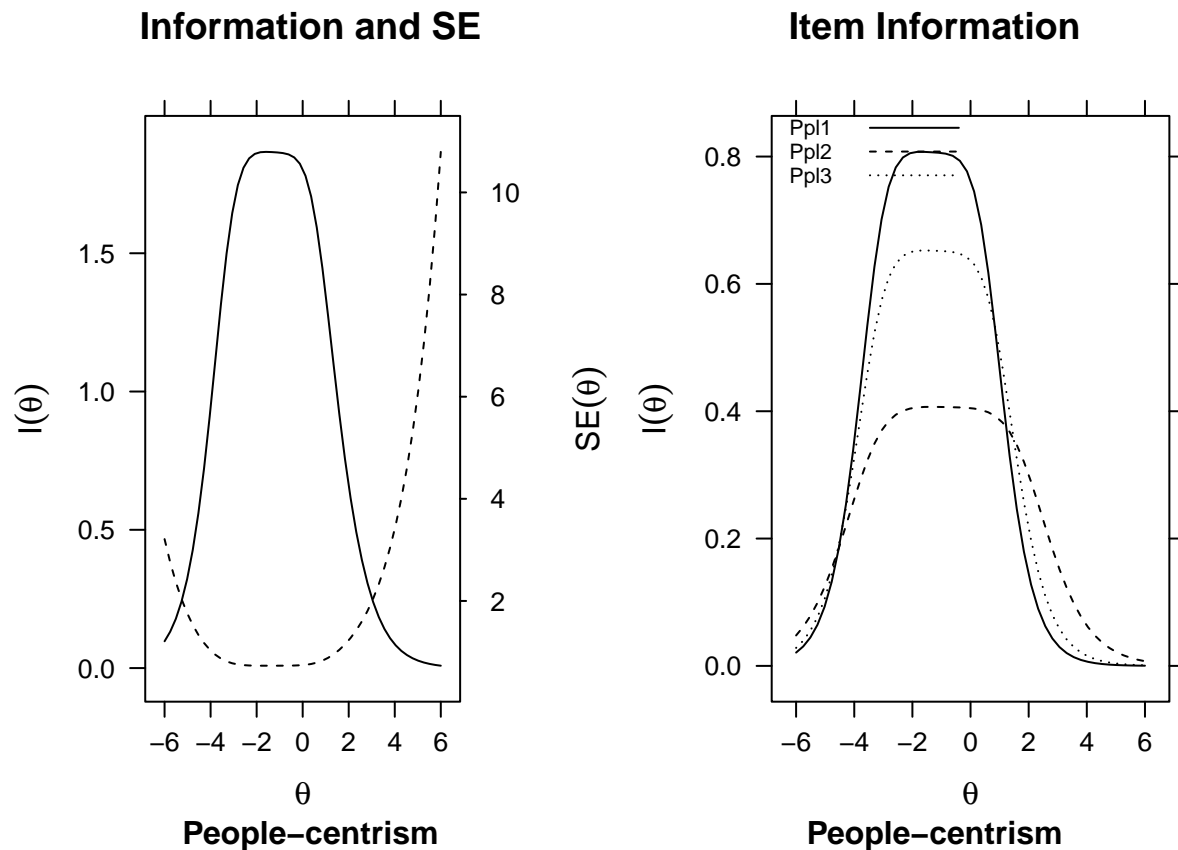 Information and SE
1.5
1.0
0.5
0.0
I(θ)
10
8
6
4
2
SE(θ)
−6 −4 −2 0 2 4 6
θ
People−centrism
Item Information
Ppl1
Ppl2
Ppl3
0.8
0.6
0.4
0.2
0.0
I(θ)
−6 −4 −2 0 2 4 6
θ
People−centrism